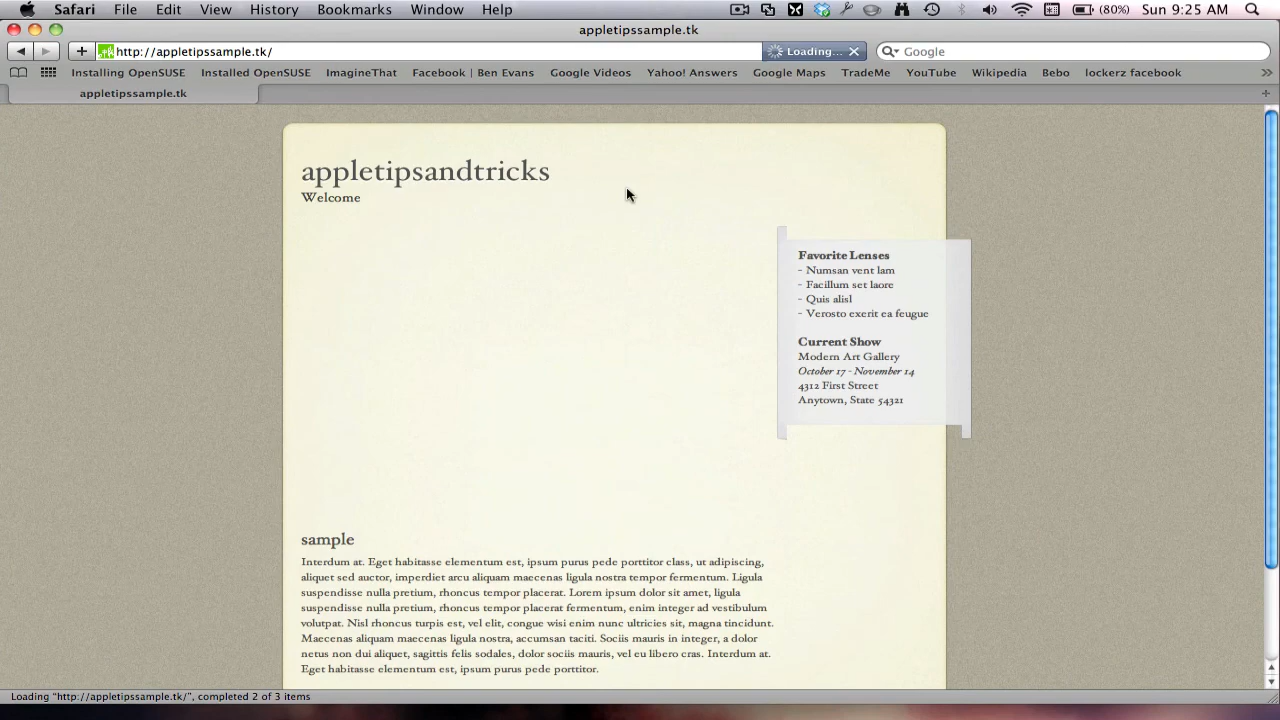 Safari File Edit View History Bookmarks Window Help (80%) Sun 9:25 AM
appletipssample.tk/
http://appletipssample.tk/ Loading... Google
Installing OpenSUSE Installed OpenSUSE ImagineThat Facebook | Ben Evans Google Videos Yahoo! Answers Google Maps TradeMe YouTube Wikipedia Bebo lockerz facebook
appletipssample.tk/
appletipsandtricks
Welcome
Favorite Lenses
- Numsan vent lam
- Facillum set laore
- Quis alisl
- Verosto exerit ea feugue
Current Show
Modern Art Gallery
October 17 - November 14
4312 First Street
Anytown, State 54321
sample
Interdum at. Eget habitasse elementum est, ipsum purus pede porttitor class, ut adipiscing,
aliquet sed auctor, imperdiet arcu aliquam maecenas ligula nostra tempor fermentum. Ligula
suspendisse nulla pretium, rhoncus tempor placerat. Lorem ipsum dolor sit amet, ligula
suspendisse nulla pretium, rhoncus tempor placerat fermentum, enim integer ad vestibulum
volutpat. Nisl rhoncus turpis est, vel elit, congue wisi enim nunc ultricies sit, magna tincidunt.
Maecenas aliquam maecenas ligula nostra, accumsan taciti. Sociis mauris in integer, a dolor
netus non dui aliquet, sagittis felis sodales, dolor sociis mauris, vel eu libero cras. Interdum at.
Eget habitasse elementum est, ipsum purus pede porttitor.
Loading "http://appletipssample.tk/", completed 2 of 3 items